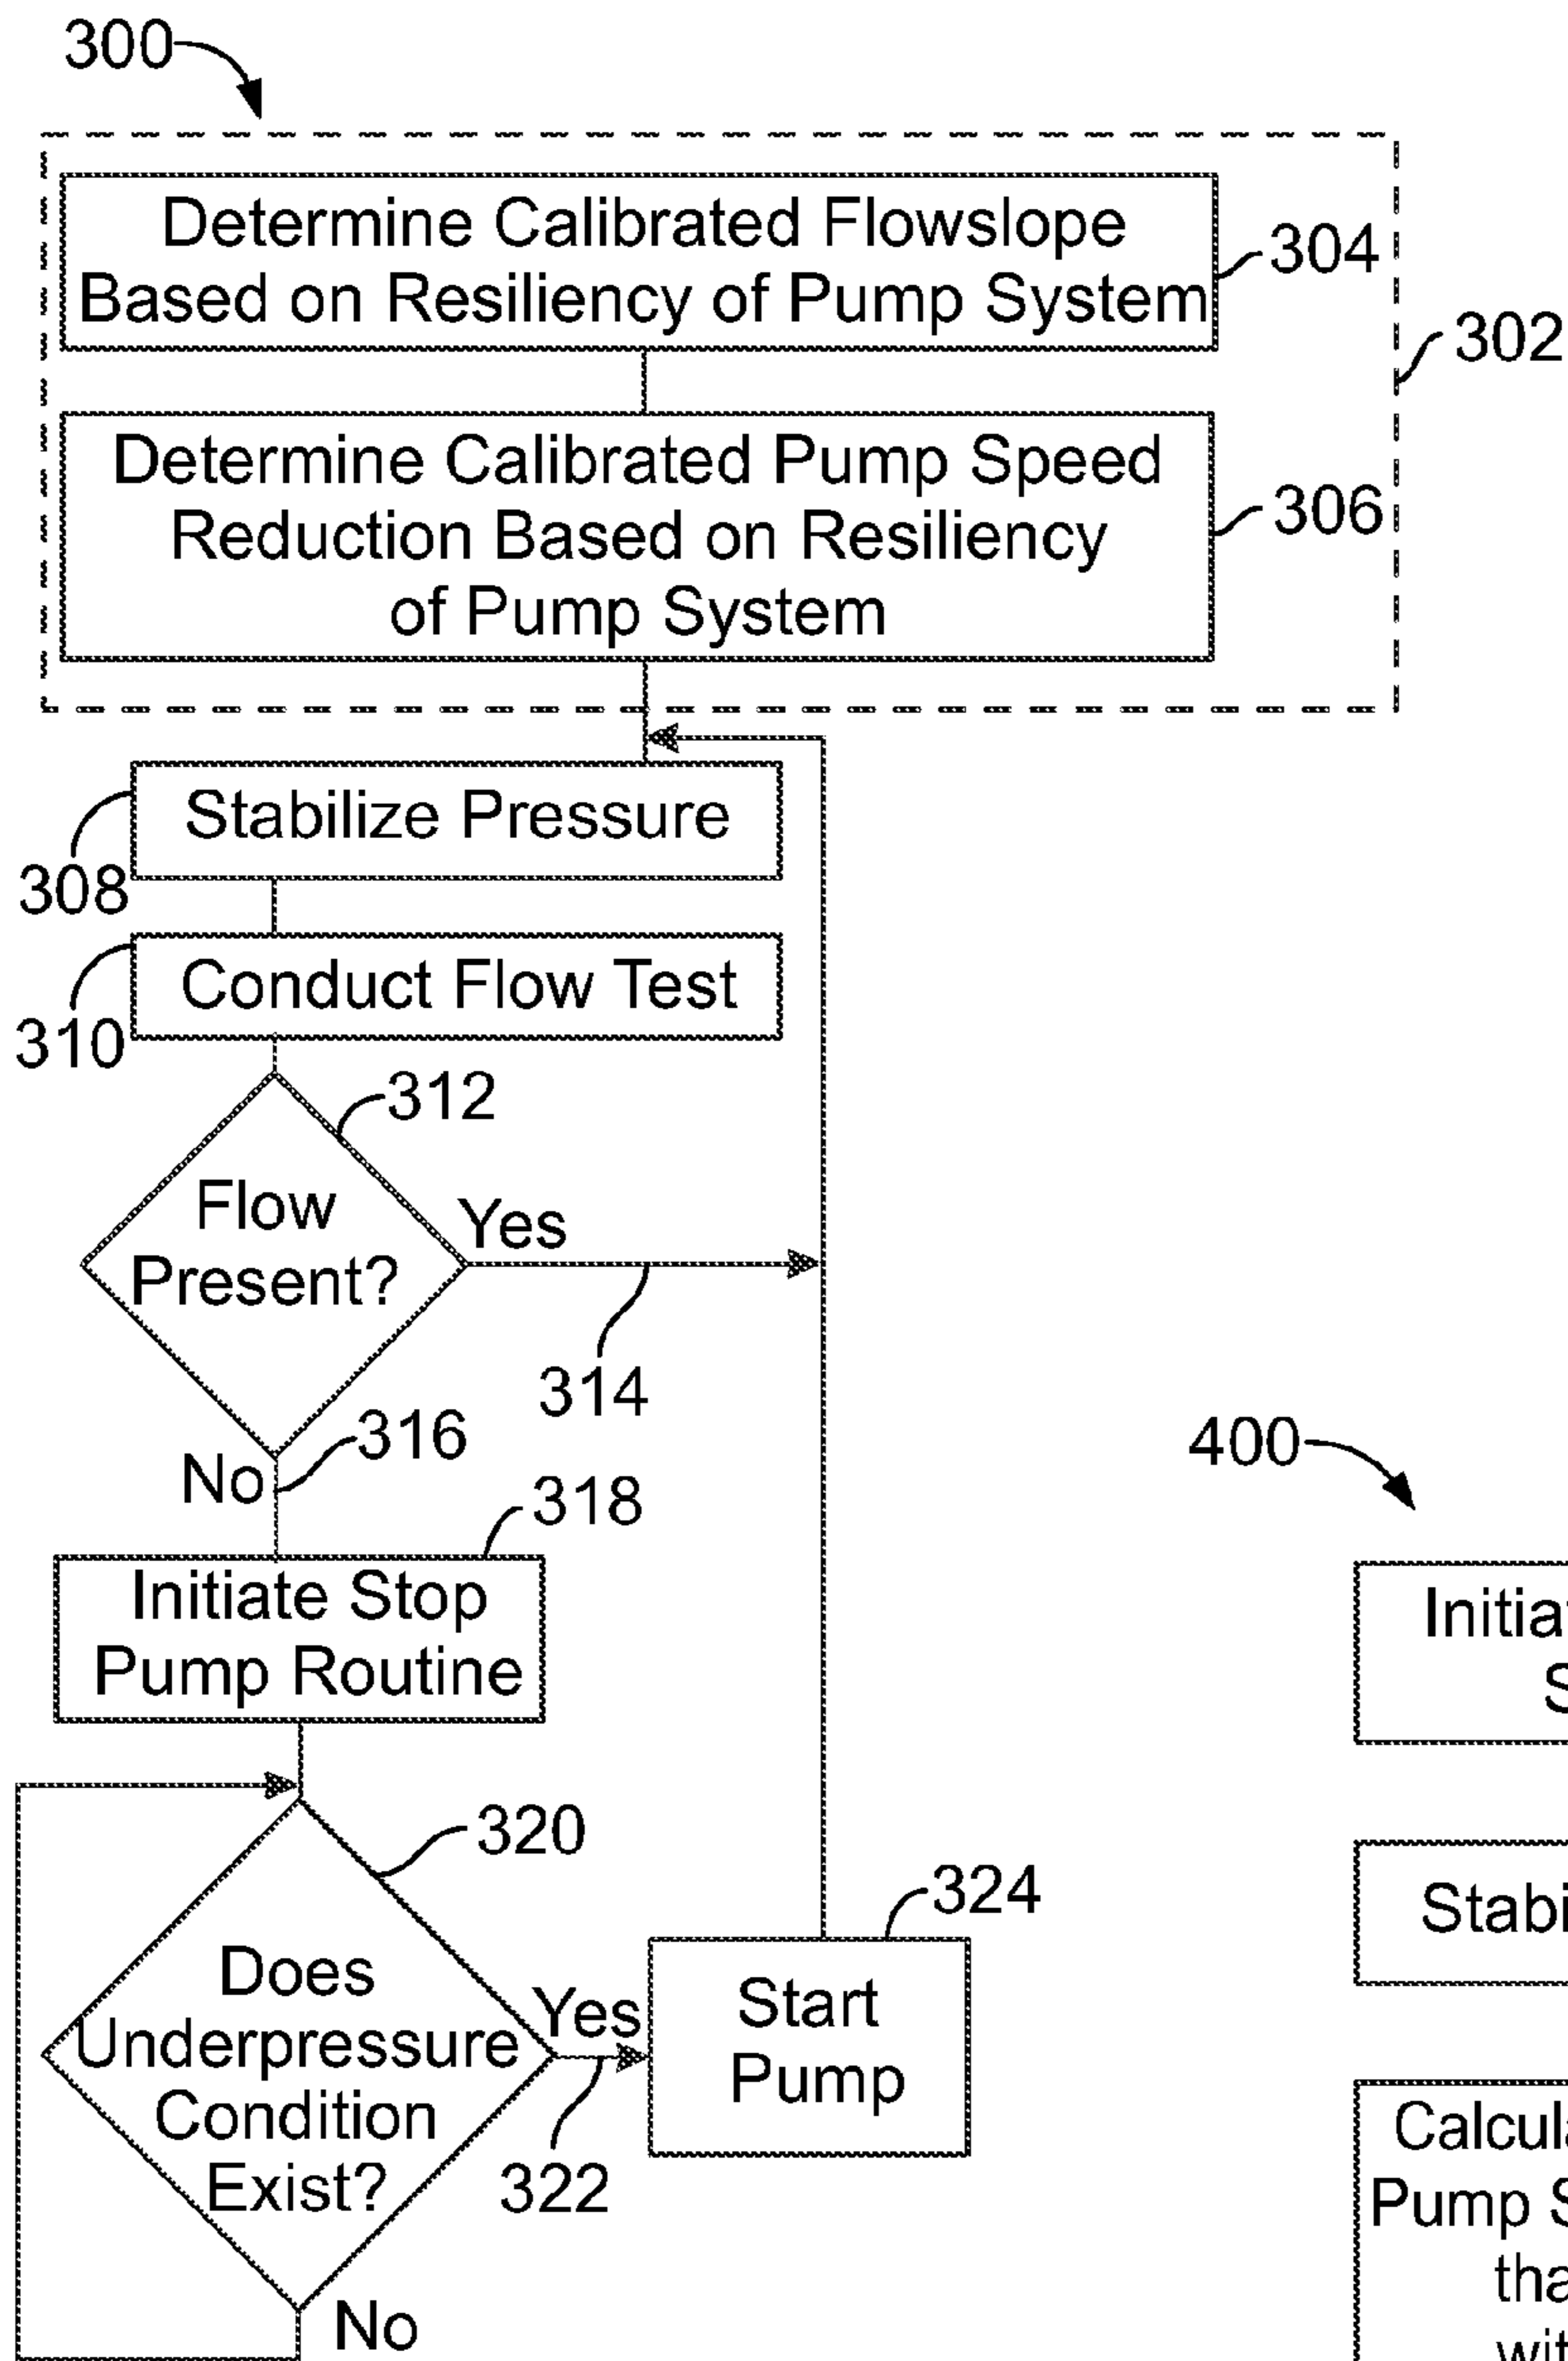 300
Determine Calibrated Flowslope
Based on Resiliency of Pump System
304
302
Determine Calibrated Pump Speed
Reduction Based on Resiliency
of Pump System
306
Stabilize Pressure
308
Conduct Flow Test
310
312
Flow
Present?
Yes
314
No
316
318
Initiate Stop
Pump Routine
320
Does
Underpressure
Condition
Exist?
Yes
322
324
Start
Pump
No
400
Pump